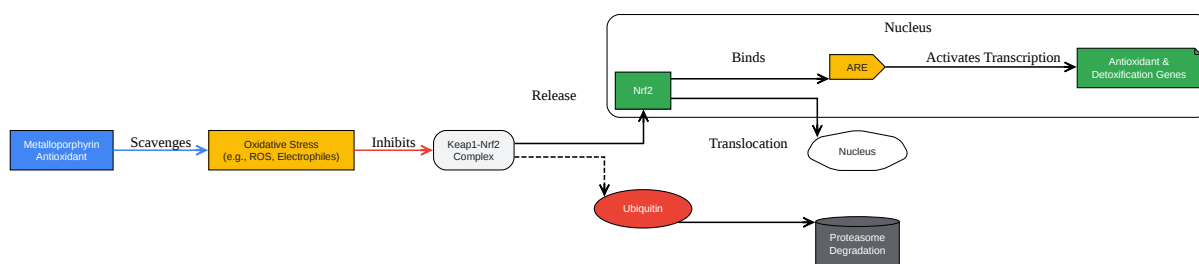 Nucleus
Binds
ARE
Activates Transcription
Antioxidant &
Detoxification Genes
Nrf2
Release
Metalloporphyrin
Antioxidant
Scavenges
Oxidative Stress
(e.g., ROS, Electrophiles)
Inhibits
Keap1-Nrf2
Complex
Translocation
Nucleus
Ubiquitin
Proteasome
Degradation